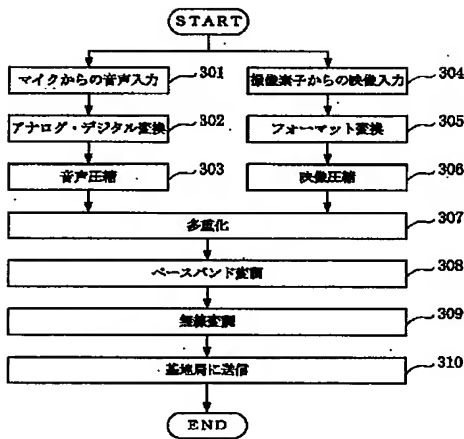 START
マイクからの音声入力 301
撮像素子からの映像入力 304
アナログ・デジタル変換 302
フォーマット変換 305
音声圧縮 303
映像圧縮 306
多重化 307
ベースバンド変調 308
無線変調 309
基地局に送信 310
END